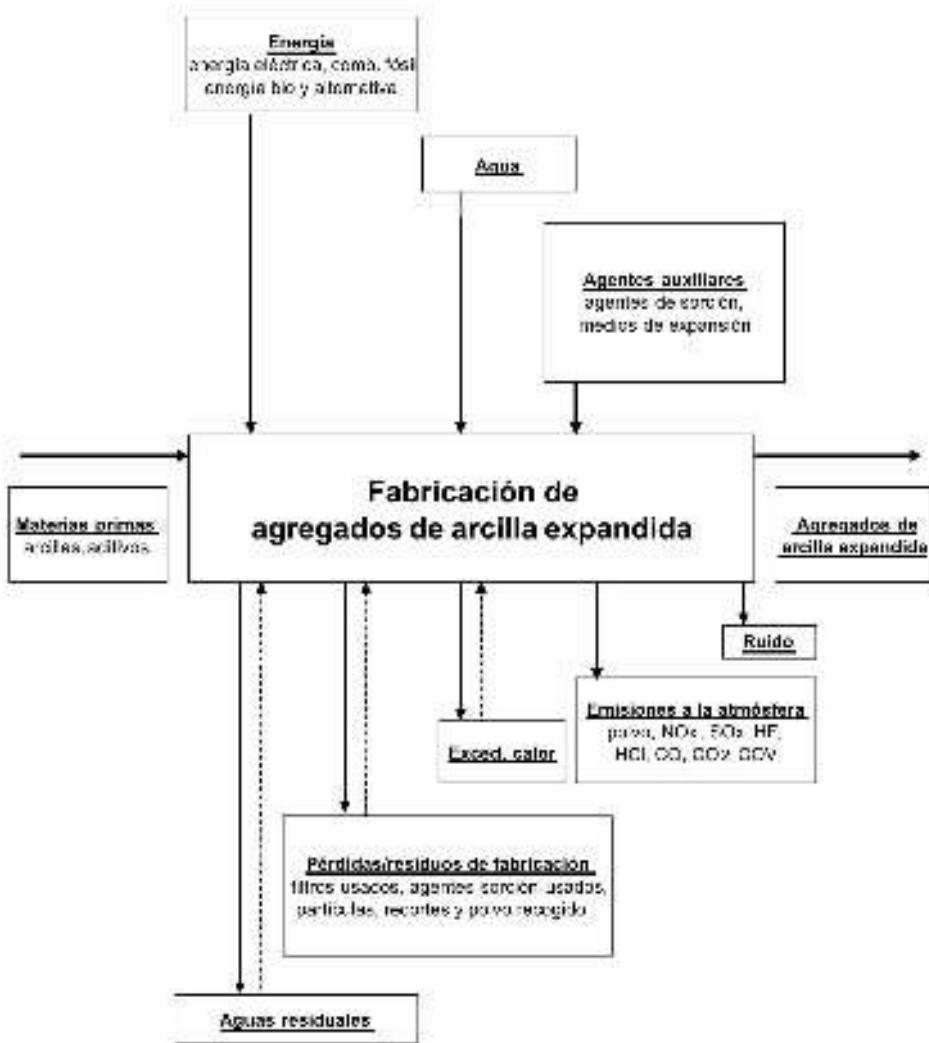 Energía
energía eléctrica, comb. fósil
energía bio y alternativa
Agua
Agentes auxiliares
agentes de sorción,
medios de expansión
Fabricación de
agregados de arcilla expandida
Materias primas
arcillas, aditivos
Agregados de
arcilla expandida
Ruido
Emisiones a la atmósfera
polvo, NOx, SOx, HF,
HCl, CO, CO2, COV
Exced. calor
Pérdidas/residuos de fabricación
filtros usados, agentes sorción usados,
partículas, recortes y polvo recogido
Aguas residuales